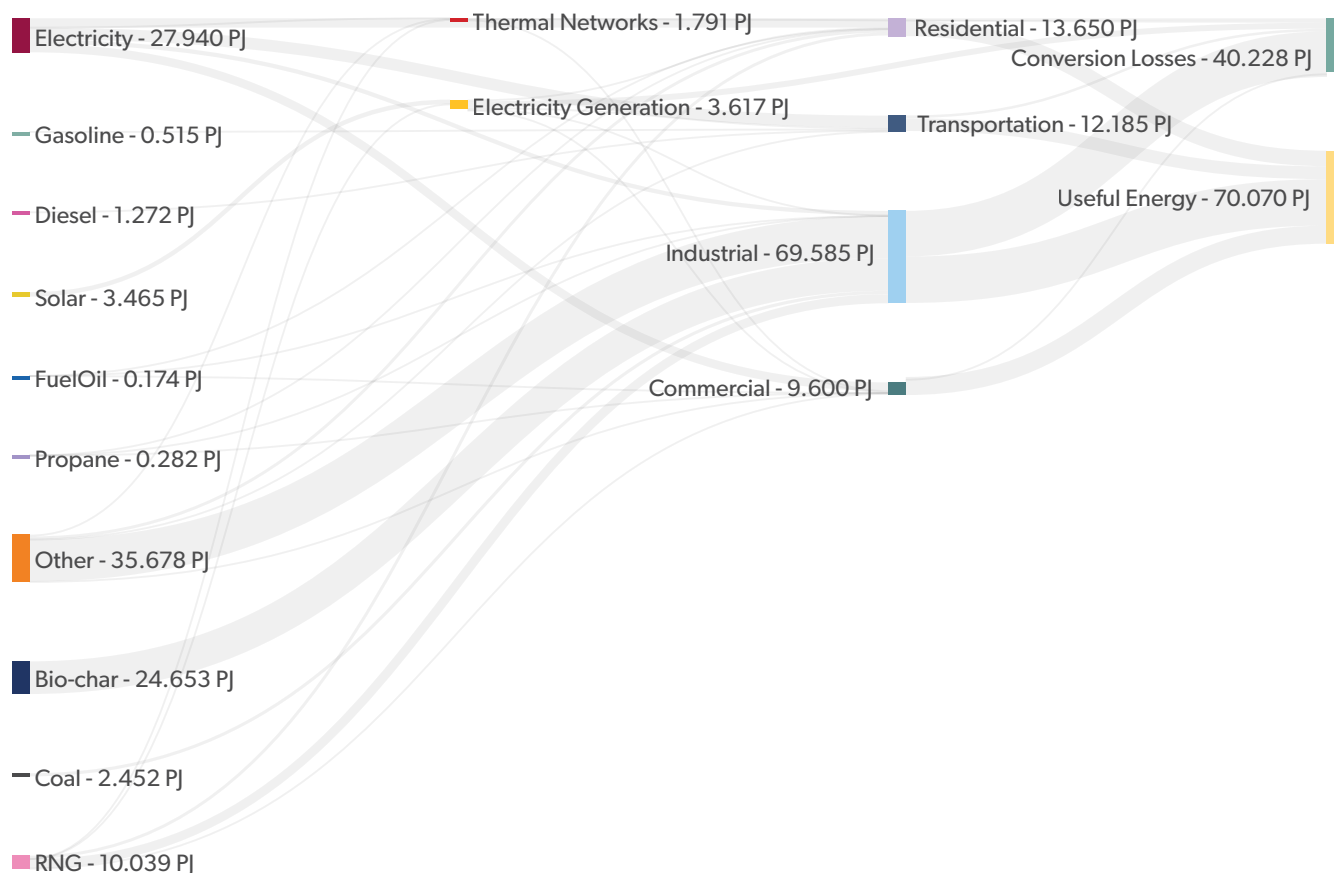 Electricity - 27.940 PJ
Gasoline - 0.515 PJ
Diesel - 1.272 PJ
Solar - 3.465 PJ
FuelOil - 0.174 PJ
Propane - 0.282 PJ
Other - 35.678 PJ
Bio-char - 24.653 PJ
Coal - 2.452 PJ
RNG - 10.039 PJ
Thermal Networks - 1.791 PJ
Electricity Generation - 3.617 PJ
Residential - 13.650 PJ
Transportation - 12.185 PJ
Industrial - 69.585 PJ
Commercial - 9.600 PJ
Conversion Losses - 40.228 PJ
Useful Energy - 70.070 PJ